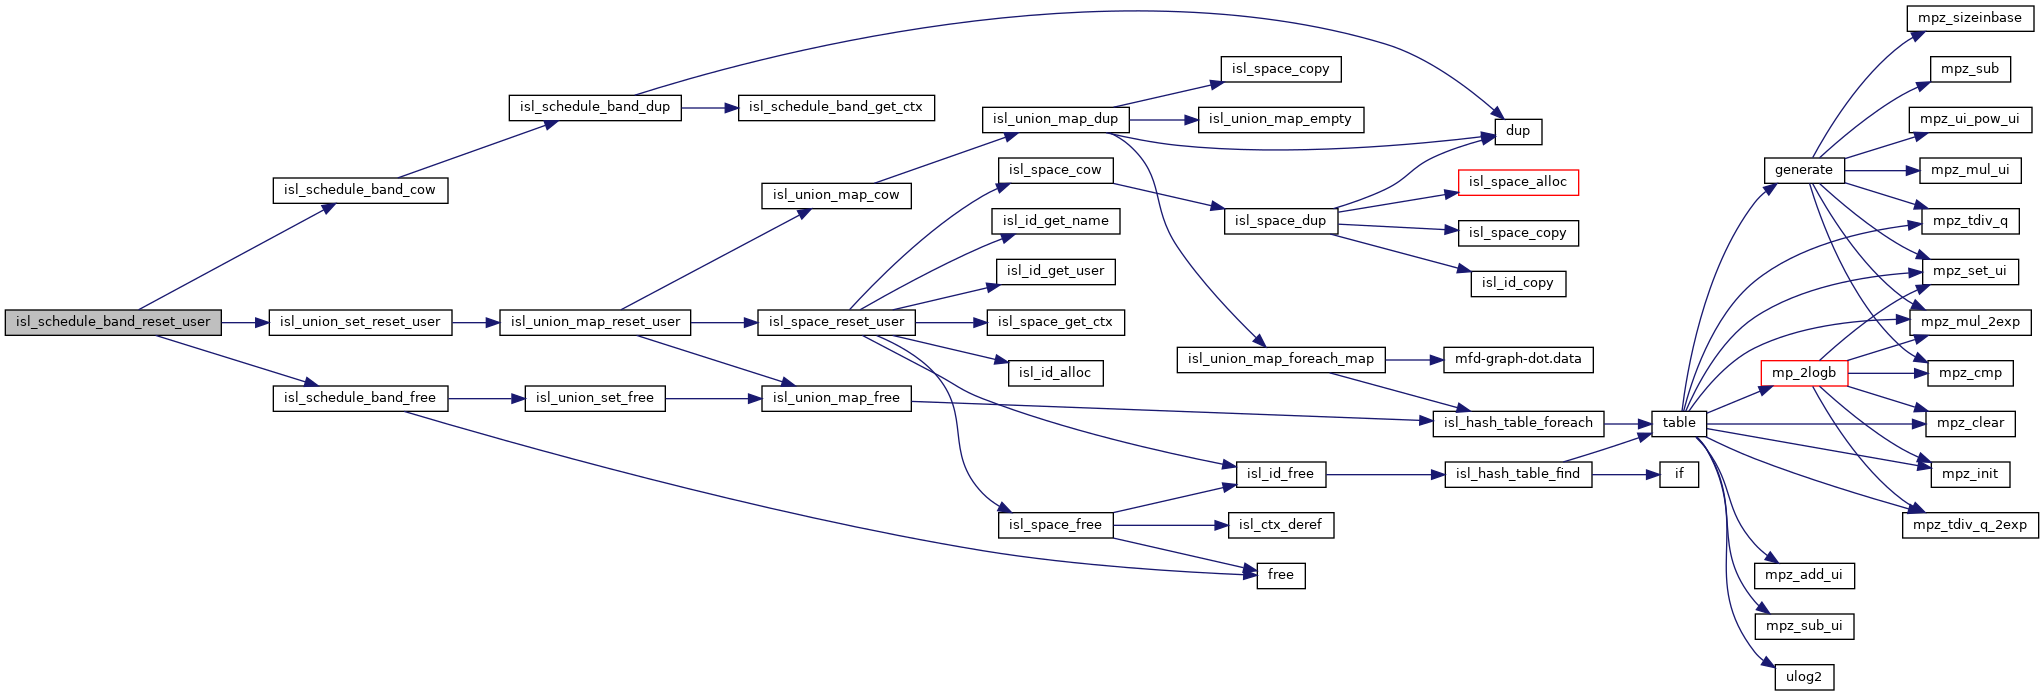 isl_schedule_band_reset_user
isl_schedule_band_cow
isl_union_set_reset_user
isl_schedule_band_free
isl_schedule_band_dup
isl_schedule_band_get_ctx
isl_union_map_reset_user
isl_union_set_free
isl_union_map_cow
isl_space_reset_user
isl_union_map_free
isl_union_map_dup
isl_space_cow
isl_id_get_name
isl_id_get_user
isl_space_get_ctx
isl_id_alloc
isl_space_free
isl_space_copy
isl_union_map_empty
isl_space_dup
isl_union_map_foreach_map
isl_id_free
isl_ctx_deref
free
dup
isl_space_alloc
isl_space_copy
isl_id_copy
mfd-graph-dot.data
isl_hash_table_foreach
isl_hash_table_find
table
if
generate
mp_2logb
mpz_add_ui
mpz_sub_ui
ulog2
mpz_sizeinbase
mpz_sub
mpz_ui_pow_ui
mpz_mul_ui
mpz_tdiv_q
mpz_set_ui
mpz_mul_2exp
mpz_cmp
mpz_clear
mpz_init
mpz_tdiv_q_2exp